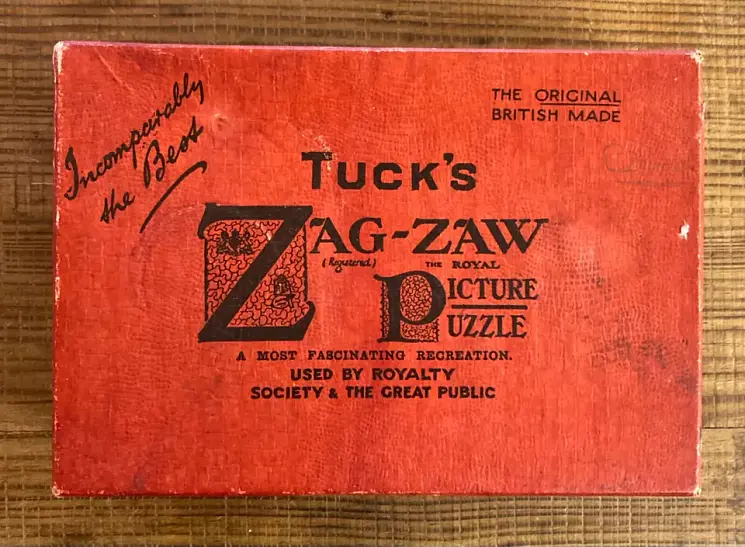 Incomparably
the Best
THE ORIGINAL
BRITISH MADE
TUCK'S
ZAG-ZAW
(Registered) THE ROYAL
PICTURE
PUZZLE
A MOST FASCINATING RECREATION.
USED BY ROYALTY
SOCIETY & THE GREAT PUBLIC